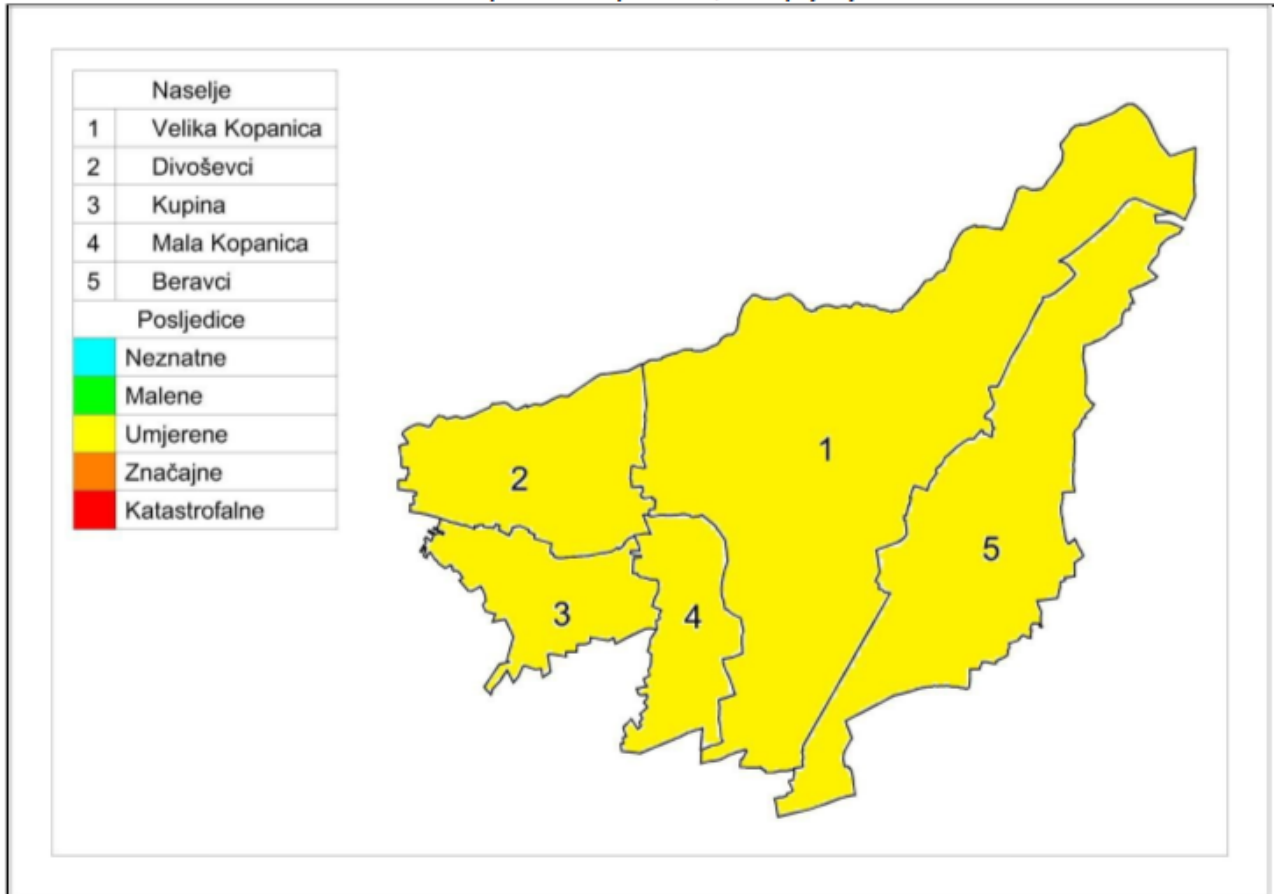 Naselje
1 Velika Kopanica
2 Divoševci
3 Kupina
4 Mala Kopanica
5 Beravci
Posljedice
Neznatne
Malene
Umjerene
Značajne
Katastrofalne
1
2
5
3
4